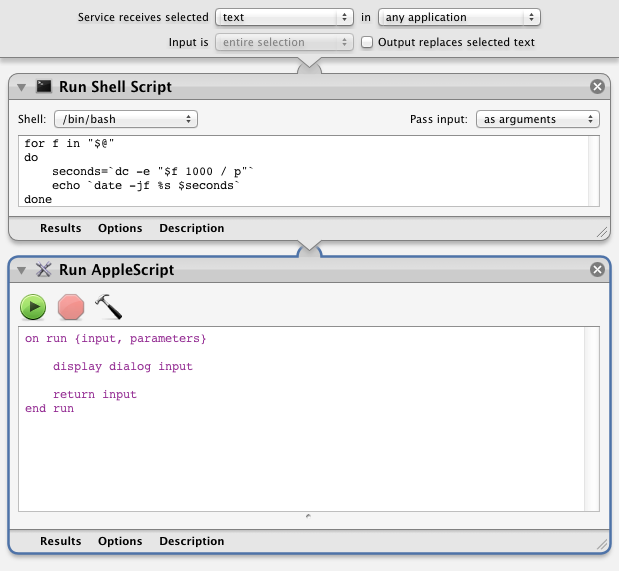 Service receives selected text in any application
Input is entire selection Output replaces selected text
Run Shell Script
Shell: /bin/bash Pass input: as arguments
for f in "$@"
do
    seconds=`dc -e "$f 1000 / p"`
    echo `date -jf %s $seconds`
done
Results Options Description
Run AppleScript
on run {input, parameters}
    display dialog input
    return input
end run
Results Options Description